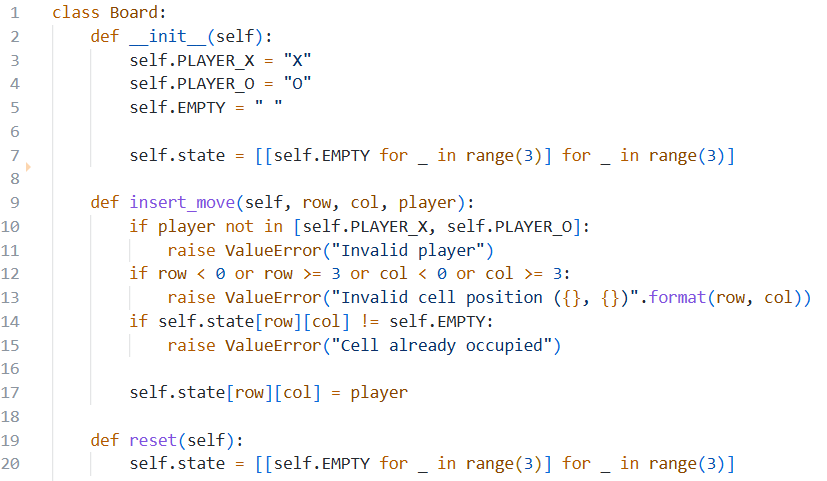 1 class Board:
2     def __init__(self):
3         self.PLAYER_X = "X"
4         self.PLAYER_O = "O"
5         self.EMPTY = " "
6
7         self.state = [[self.EMPTY for _ in range(3)] for _ in range(3)]
8
9     def insert_move(self, row, col, player):
10         if player not in [self.PLAYER_X, self.PLAYER_O]:
11             raise ValueError("Invalid player")
12         if row < 0 or row >= 3 or col < 0 or col >= 3:
13             raise ValueError("Invalid cell position ({}, {})".format(row, col))
14         if self.state[row][col] != self.EMPTY:
15             raise ValueError("Cell already occupied")
16
17         self.state[row][col] = player
18
19     def reset(self):
20         self.state = [[self.EMPTY for _ in range(3)] for _ in range(3)]